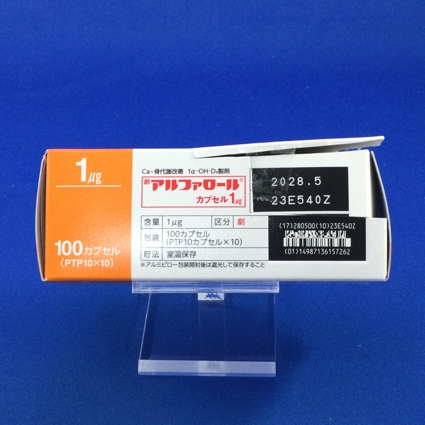 1μg
100カプセル
(PTP10×10)
Ca・骨代謝改善 1α-OH-D₃製剤
劇 アルファロール®
カプセル1μg
含量 1μg 区分 劇
包装 100カプセル
(PTP10カプセル×10)
貯法 室温保存
※アルミピロー包装開封後は遮光して保存すること
2028.5
23E540Z
(17)280500(10)23E540Z
(01)14987136157262